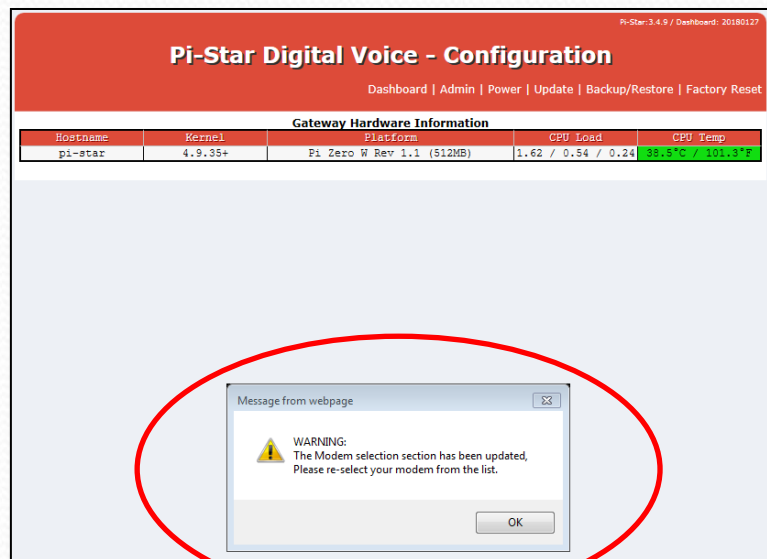 Pi-Star:3.4.9 / Dashboard: 20180127
Pi-Star Digital Voice - Configuration
Dashboard | Admin | Power | Update | Backup/Restore | Factory Reset
Gateway Hardware Information
Hostname Kernel Platform CPU Load CPU Temp
pi-star 4.9.35+ Pi Zero W Rev 1.1 (512MB) 1.62 / 0.54 / 0.24 38.5°C / 101.3°F
Message from webpage
WARNING:
The Modem selection section has been updated,
Please re-select your modem from the list.
OK